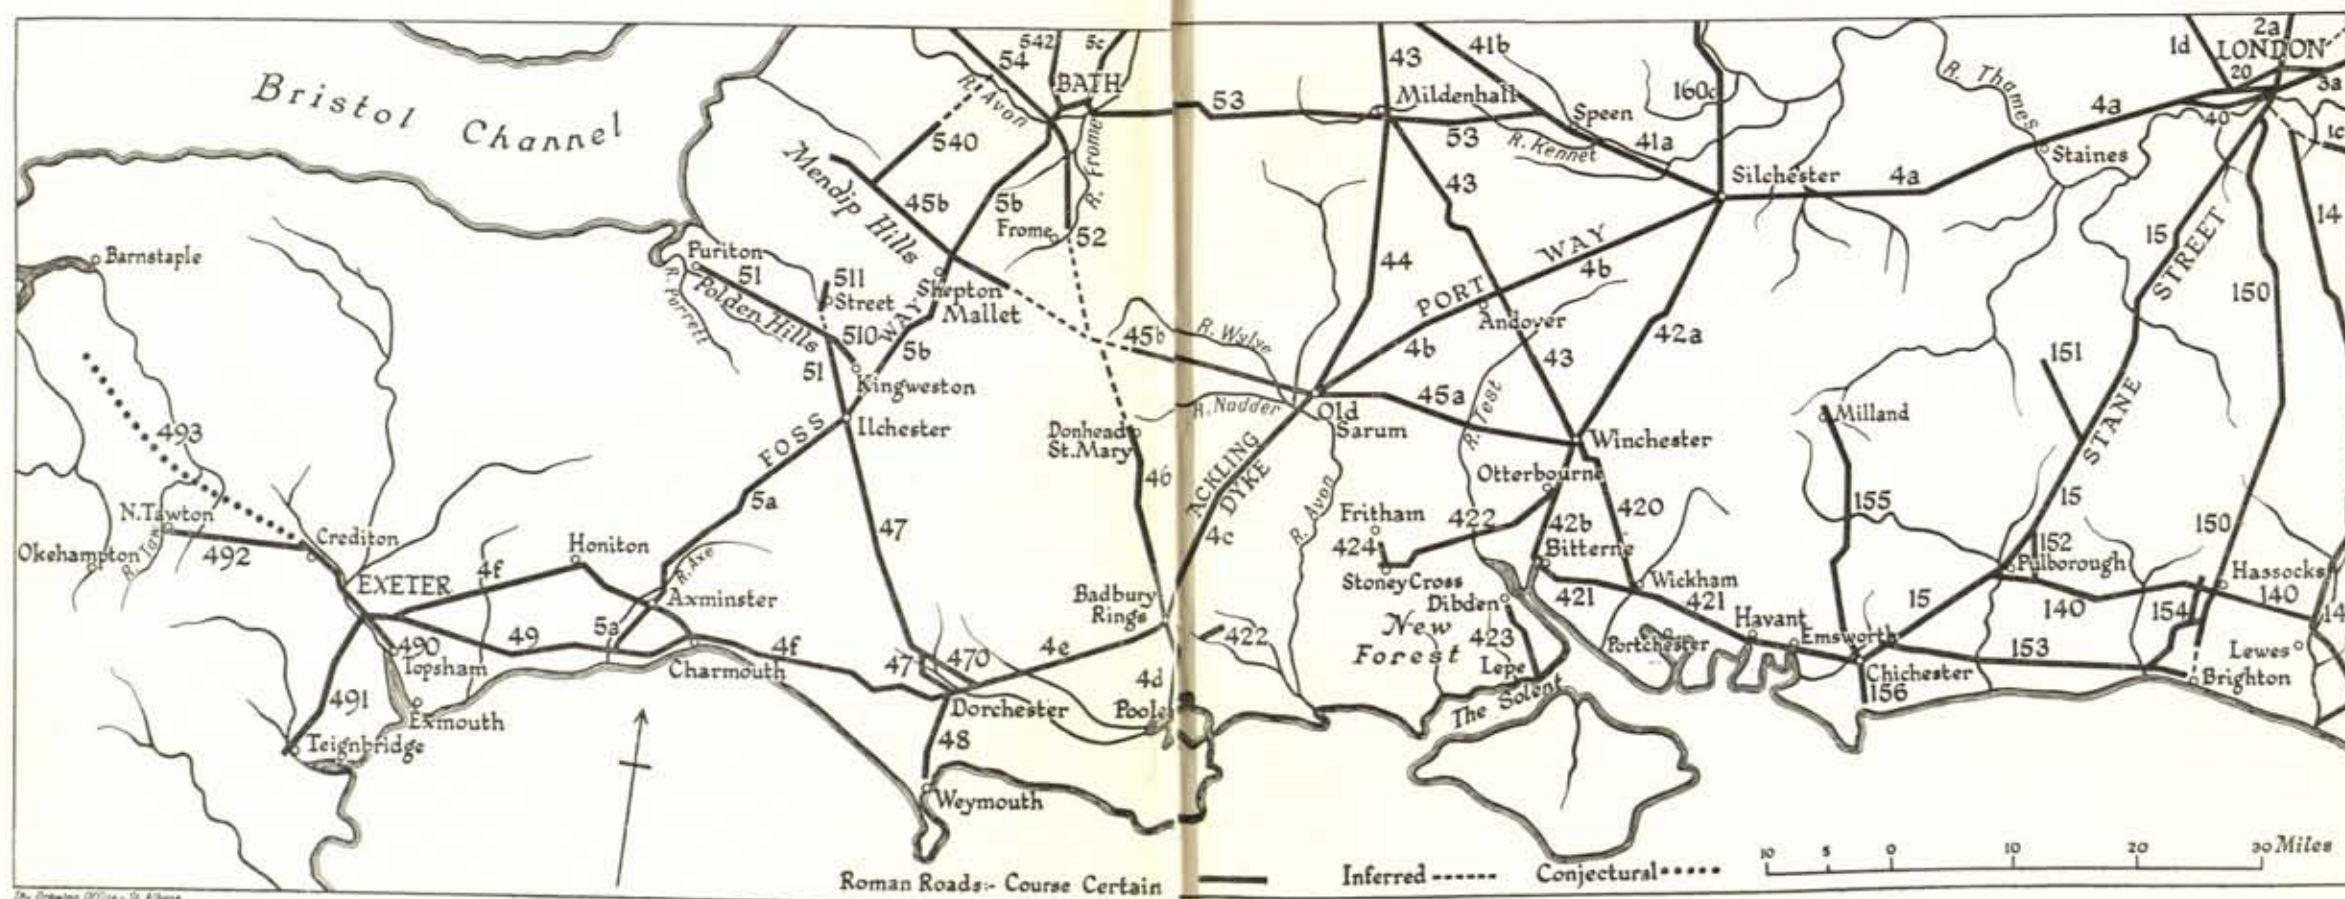 Bristol Channel
54
542
5c
BATH
R. Avon
540
Mendip Hills
45b
5b
R. Frome
Frome
52
53
43
41b
Mildenhall
53
Speen
41a
R. Kennet
160c
Silchester
4a
R. Thames
4a
Staines
1d
2a
LONDON
20
3a
40
1c
14
Barnstaple
Puriton
51
511
Street
R. Parrett
Polden Hills
510
51
Shepton
Mallet
5b
Kingweston
FOSS WAY
Ilchester
45b
R. Wylye
R. Nadder
44
43
PORT WAY
4b
Andover
4b
43
42a
Old
Sarum
45a
R. Test
Winchester
Otterbourne
15
STANE STREET
150
151
Milland
155
15
493
N.Tawton
Okehampton
R. Taw
492
Crediton
EXETER
4f
Honiton
5a
R. Axe
Axminster
47
Donhead
St. Mary
46
ACKLING
DYKE
4c
R. Avon
Fritham
424
Stoney Cross
422
42b
420
Bitterne
Dibden
421
Wickham
421
Havant
Emsworth
Portchester
152
Pulborough
140
150
Hassocks
140
154
14
Lewes
15
153
Chichester
156
Brighton
490
Topsham
49
5a
Charmouth
4f
47
470
4e
Badbury
Rings
422
4d
Poole
New
Forest
423
Lepe
The Solent
491
Exmouth
Teignbridge
Dorchester
48
Weymouth
Roman Roads:- Course Certain
Inferred
Conjectural
10 5 0 10 20 30 Miles
The Drawing Office - St. Albans